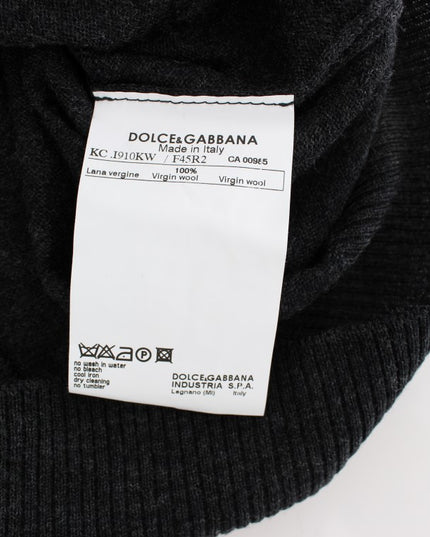 DOLCE&GABBANA
Made in Italy
KC .I910KW / F45R2 CA 00985
100%
Lana vergine Virgin wool Virgin wool
P
no wash in water
no bleach
cool iron
dry cleaning
no tumbler
DOLCE&GABBANA
INDUSTRIA S.P.A.
Legnano (MI) Italy